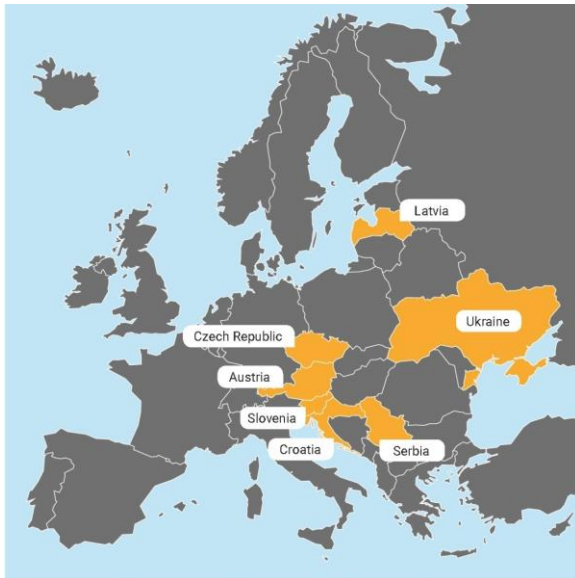 Latvia
Ukraine
Czech Republic
Austria
Slovenia
Croatia
Serbia